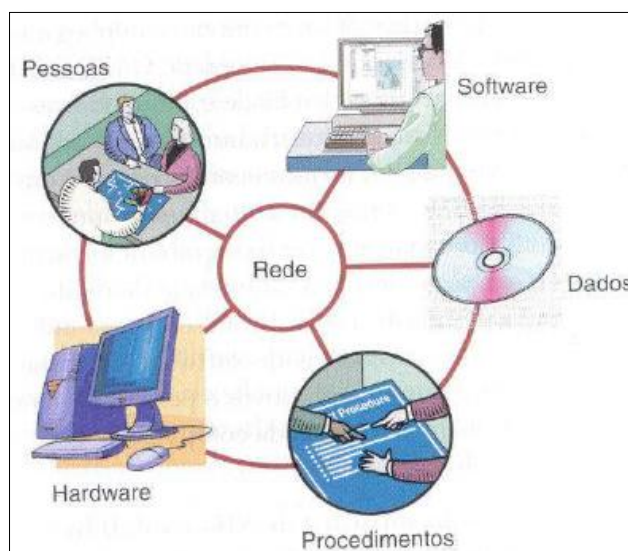 Pessoas
Software
Rede
Dados
Hardware
Procedure
Procedimentos